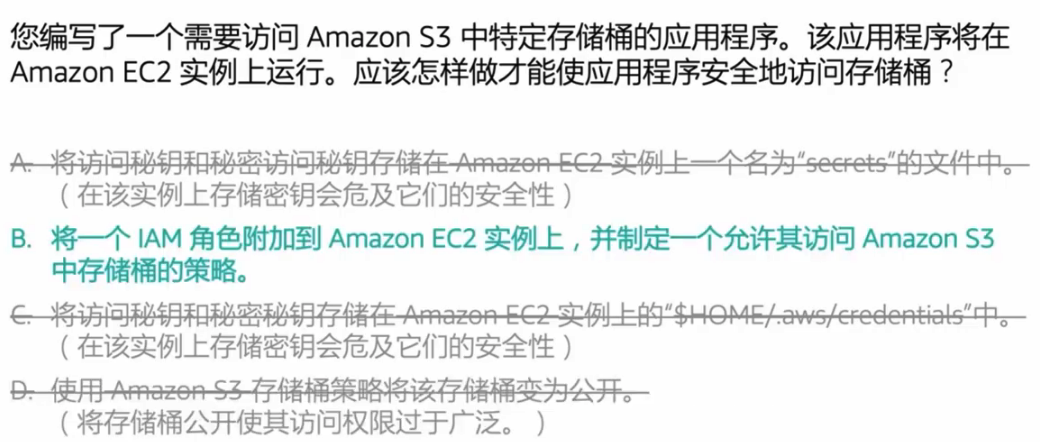 您编写了一个需要访问 Amazon S3 中特定存储桶的应用程序。该应用程序将在
Amazon EC2 实例上运行。应该怎样做才能使应用程序安全地访问存储桶？
A. 将访问秘钥和秘密访问秘钥存储在 Amazon EC2 实例上一个名为“secrets”的文件中。
（在该实例上存储密钥会危及它们的安全性）
B. 将一个 IAM 角色附加到 Amazon EC2 实例上，并制定一个允许其访问 Amazon S3
中存储桶的策略。
C. 将访问秘钥和秘密秘钥存储在 Amazon EC2 实例上的“$HOME/.aws/credentials”中。
（在该实例上存储密钥会危及它们的安全性）
D. 使用 Amazon S3 存储桶策略将该存储桶变为公开。
（将存储桶公开使其访问权限过于广泛。）